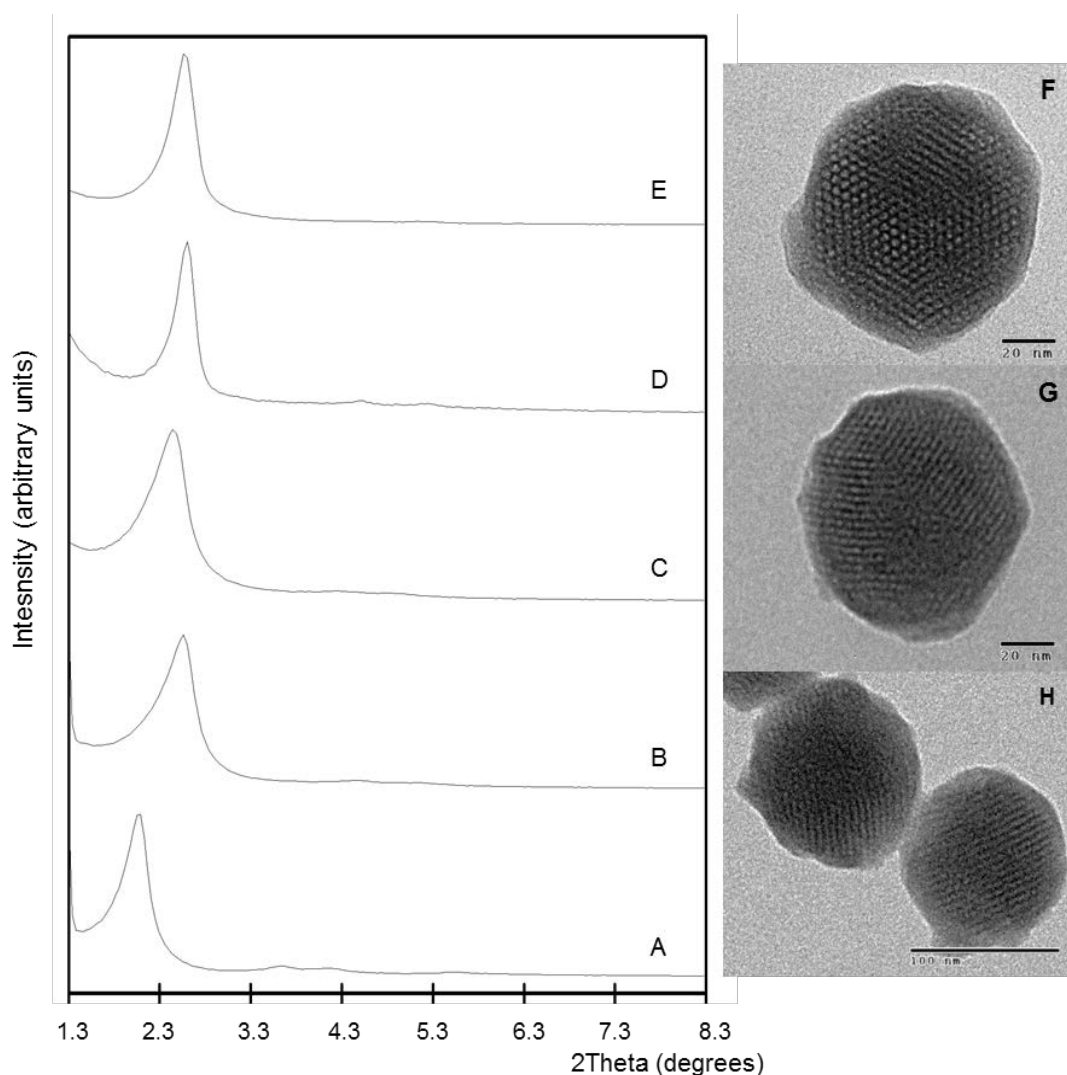 E
D
C
B
A
Intesnsity (arbitrary units)
1.3 2.3 3.3 4.3 5.3 6.3 7.3 8.3
2Theta (degrees)
F
20 nm
G
20 nm
H
100 nm